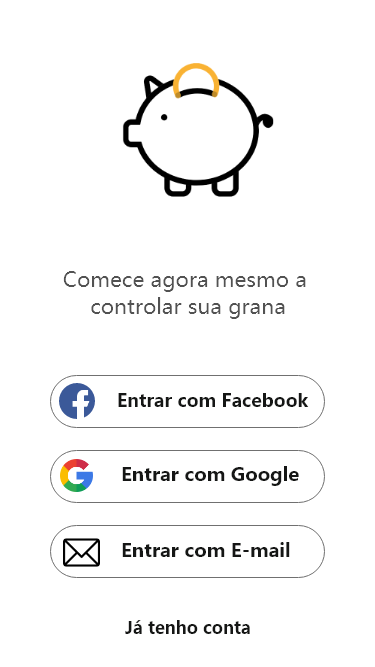 Comece agora mesmo a
controlar sua grana
Entrar com Facebook
Entrar com Google
Entrar com E-mail
Já tenho conta